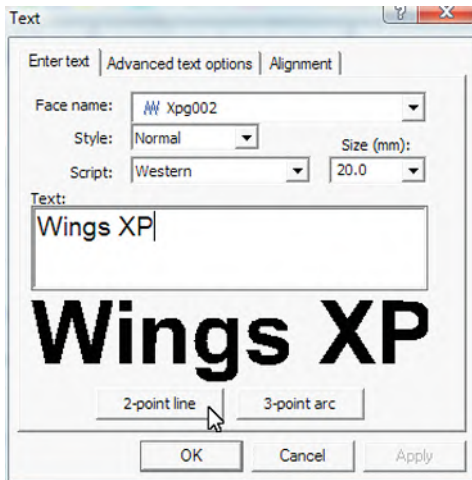 Text
Enter text Advanced text options Alignment
Face name: Xpg002
Style: Normal Size (mm):
Script: Western 20.0
Text:
Wings XP
Wings XP
2-point line 3-point arc
OK Cancel Apply